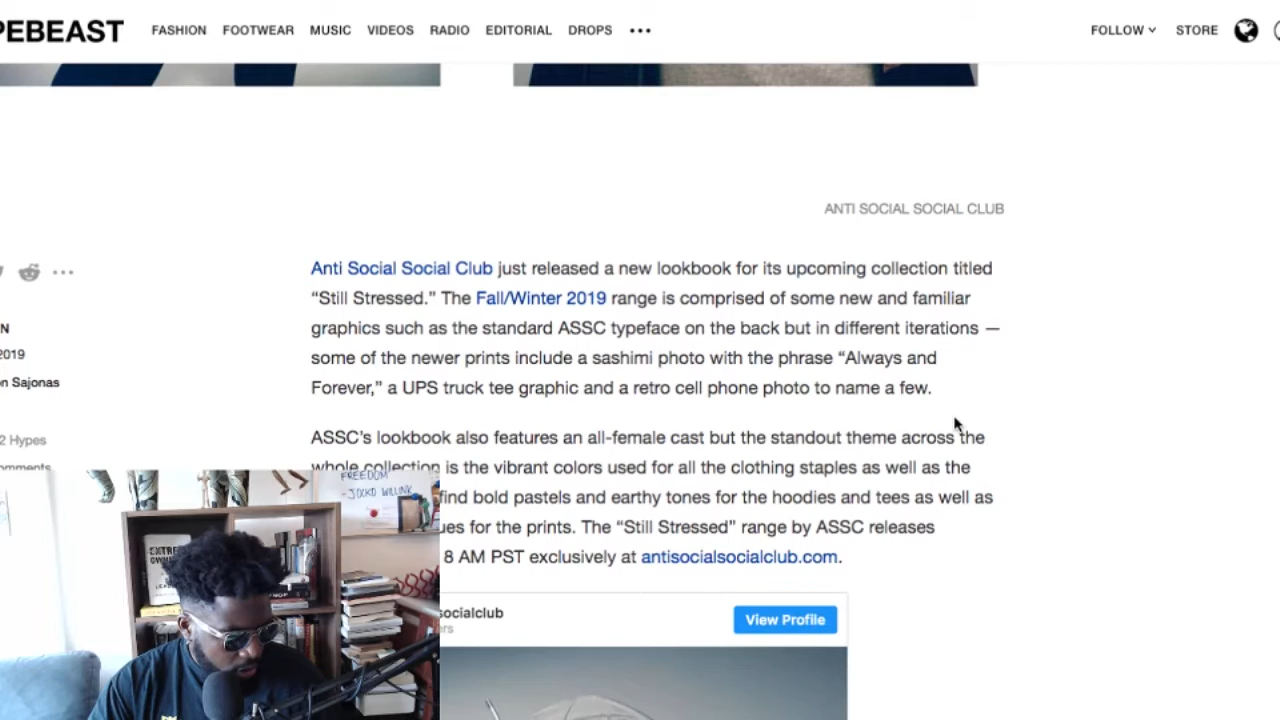 PEBEAST FASHION FOOTWEAR MUSIC VIDEOS RADIO EDITORIAL DROPS ••• FOLLOW STORE
ANTI SOCIAL SOCIAL CLUB
Anti Social Social Club just released a new lookbook for its upcoming collection titled
“Still Stressed.” The Fall/Winter 2019 range is comprised of some new and familiar
graphics such as the standard ASSC typeface on the back but in different iterations —
some of the newer prints include a sashimi photo with the phrase “Always and
Forever,” a UPS truck tee graphic and a retro cell phone photo to name a few.
N
2019
n Sajonas
2 Hypes
omments
ASSC’s lookbook also features an all-female cast but the standout theme across the
whole collection is the vibrant colors used for all the clothing staples as well as the
find bold pastels and earthy tones for the hoodies and tees as well as
ues for the prints. The “Still Stressed” range by ASSC releases
8 AM PST exclusively at antisocialsocialclub.com.
socialclub
rs
View Profile
FREEDOM
-JOCKO WILLINK